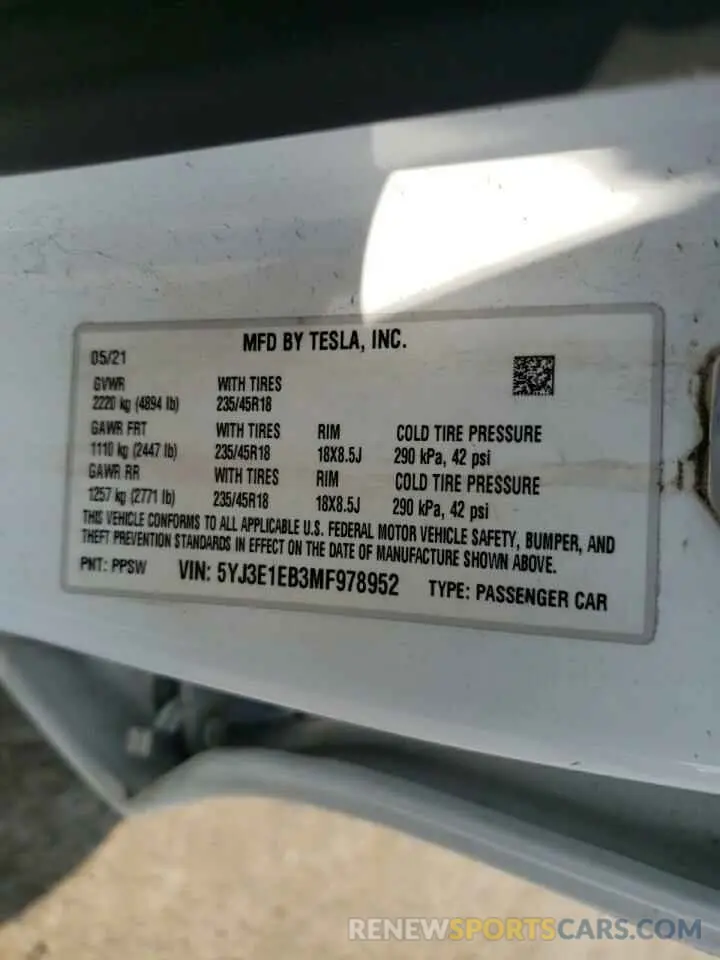 MFD BY TESLA, INC.
05/21
GVWR WITH TIRES
2220 kg (4894 lb) 235/45R18
GAWR FRT WITH TIRES RIM COLD TIRE PRESSURE
1110 kg (2447 lb) 235/45R18 18X8.5J 290 kPa, 42 psi
GAWR RR WITH TIRES RIM COLD TIRE PRESSURE
1257 kg (2771 lb) 235/45R18 18X8.5J 290 kPa, 42 psi
THIS VEHICLE CONFORMS TO ALL APPLICABLE U.S. FEDERAL MOTOR VEHICLE SAFETY, BUMPER, AND
THEFT PREVENTION STANDARDS IN EFFECT ON THE DATE OF MANUFACTURE SHOWN ABOVE.
PNT: PPSW VIN: 5YJ3E1EB3MF978952 TYPE: PASSENGER CAR
RENEWSPORTSCARS.COM